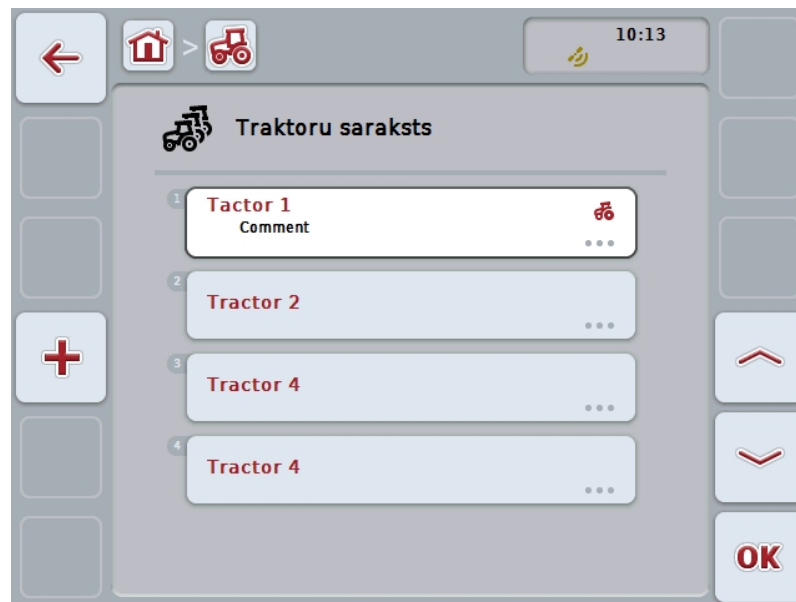 10:13
Traktoru saraksts
1
Tactor 1
Comment
2
Tractor 2
3
Tractor 4
4
Tractor 4
OK